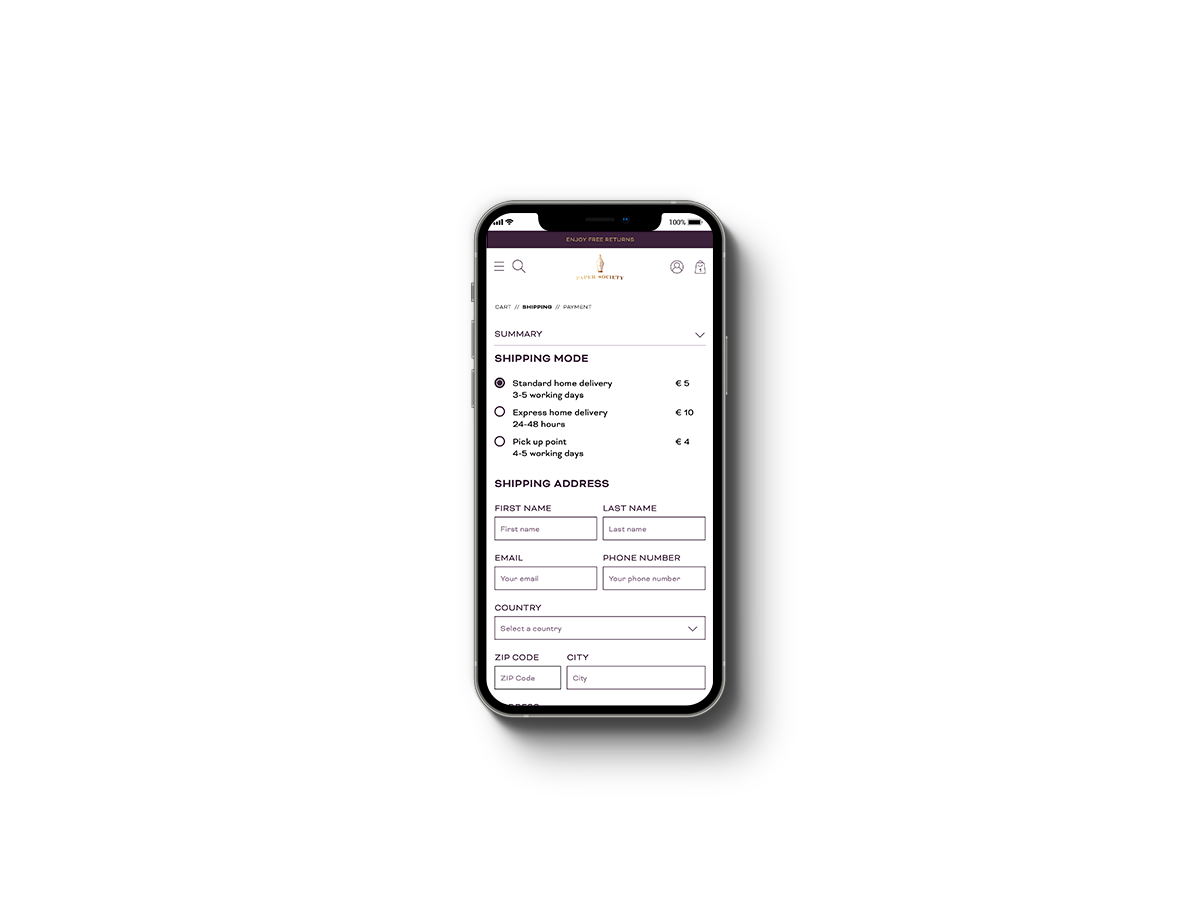 100%
ENJOY FREE RETURNS
PAPER SOCIETY
1
CART // SHIPPING // PAYMENT
SUMMARY
SHIPPING MODE
Standard home delivery € 5
3-5 working days
Express home delivery € 10
24-48 hours
Pick up point € 4
4-5 working days
SHIPPING ADDRESS
FIRST NAME LAST NAME
First name Last name
EMAIL PHONE NUMBER
Your email Your phone number
COUNTRY
Select a country
ZIP CODE CITY
ZIP Code City